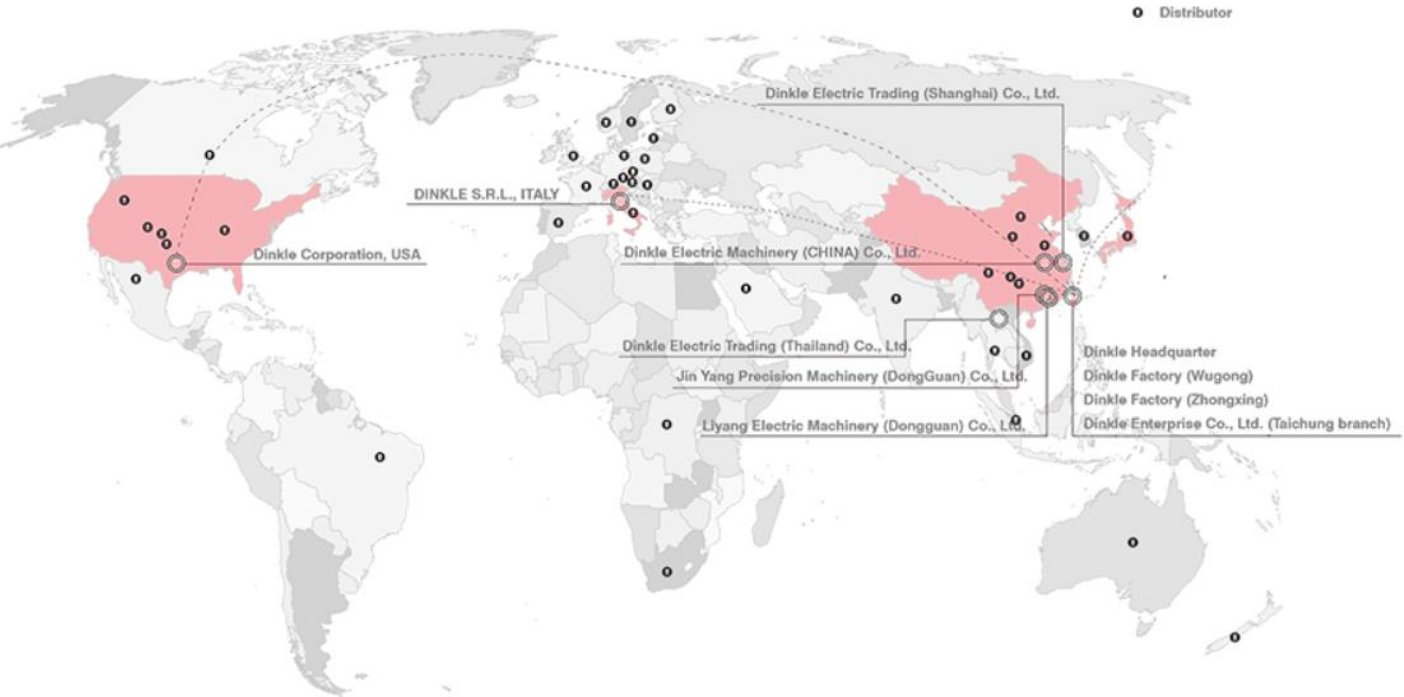 Distributor
Dinkle Electric Trading (Shanghai) Co., Ltd.
DINKLE S.R.L., ITALY
Dinkle Corporation, USA
Dinkle Electric Machinery (CHINA) Co., Ltd.
Dinkle Electric Trading (Thailand) Co., Ltd.
Jin Yang Precision Machinery (DongGuan) Co., Ltd.
Liyang Electric Machinery (Dongguan) Co., Ltd.
Dinkle Headquarter
Dinkle Factory (Wugong)
Dinkle Factory (Zhongxing)
Dinkle Enterprise Co., Ltd. (Taichung branch)